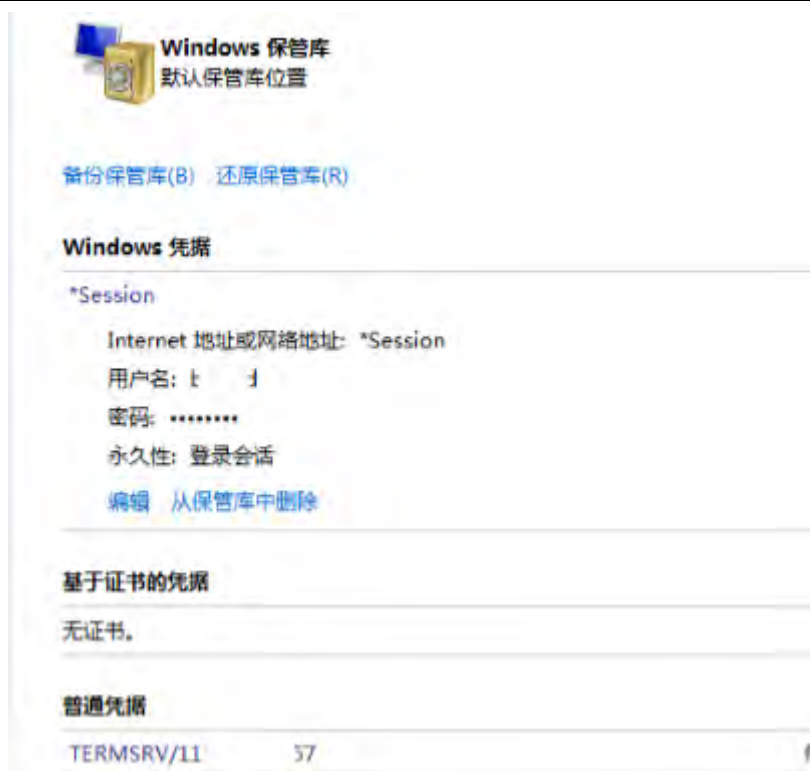 Windows 保管库
默认保管库位置
备份保管库(B) 还原保管库(R)
Windows 凭据
*Session
Internet 地址或网络地址: *Session
用户名:
密码: ••••••••
永久性: 登录会话
编辑 从保管库中删除
基于证书的凭据
无证书。
普通凭据
TERMSRV/11 57